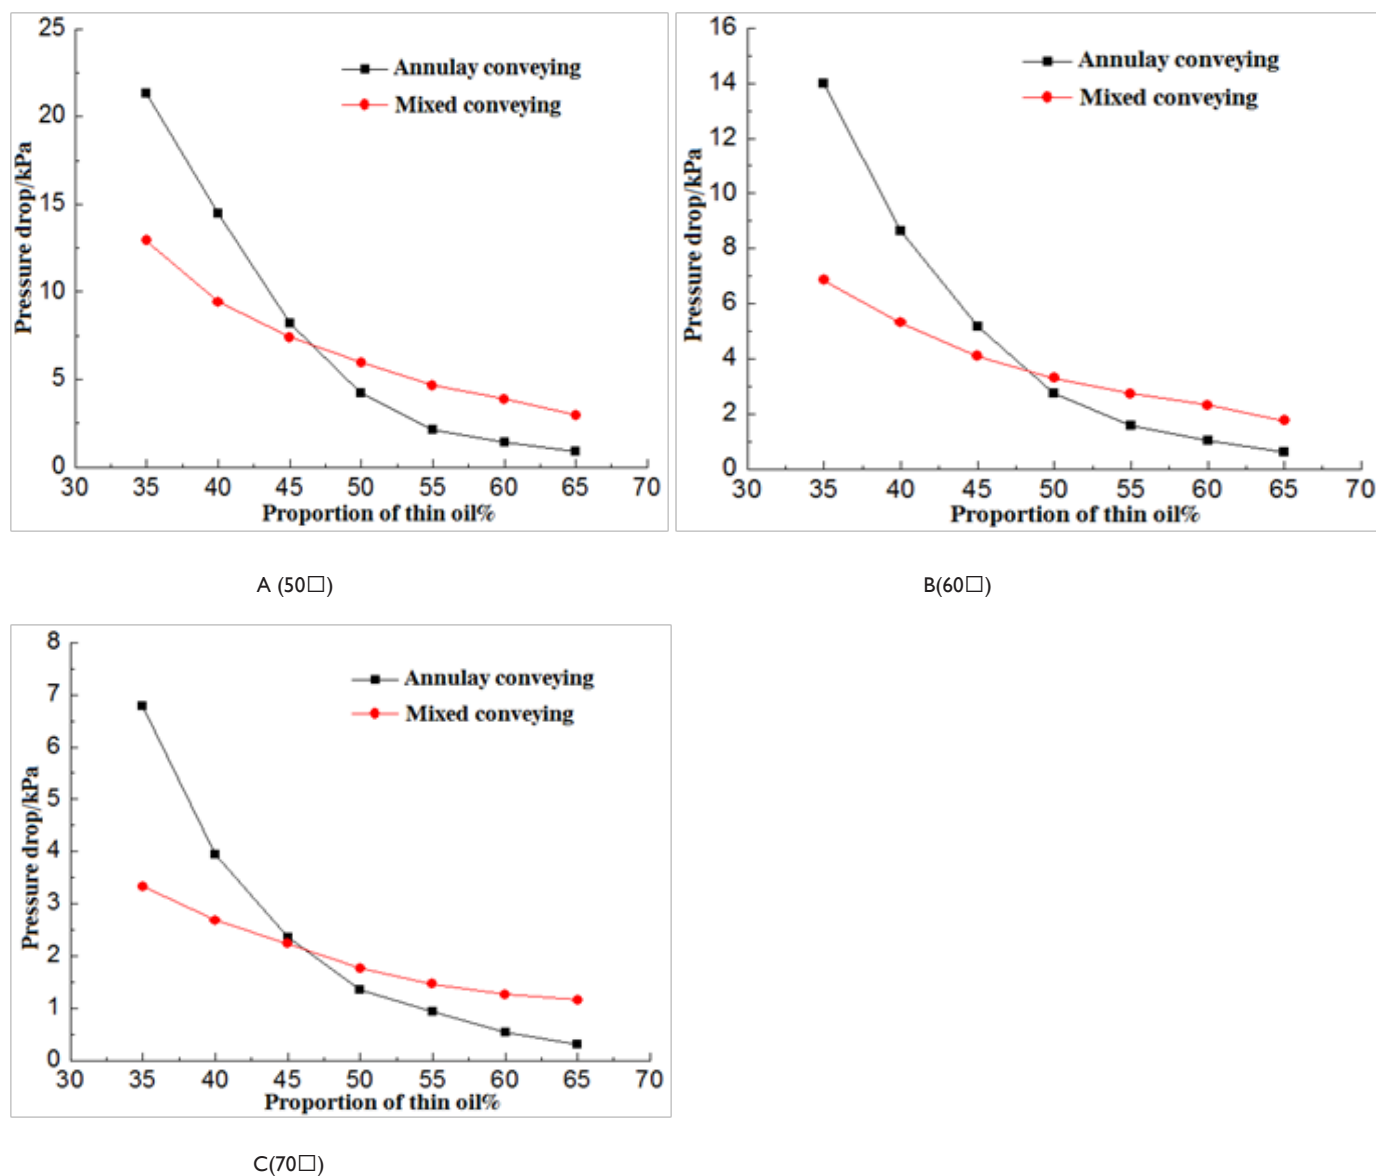 25
20
15
10
5
0
Pressure drop/kPa
Annulay conveying
Mixed conveying
30 35 40 45 50 55 60 65 70
Proportion of thin oil%
A (50□)
16
14
12
10
8
6
4
2
0
Pressure drop/kPa
Annulay conveying
Mixed conveying
30 35 40 45 50 55 60 65 70
Proportion of thin oil%
B(60□)
8
7
6
5
4
3
2
1
0
Pressure drop/kPa
Annulay conveying
Mixed conveying
30 35 40 45 50 55 60 65 70
Proportion of thin oil%
C(70□)